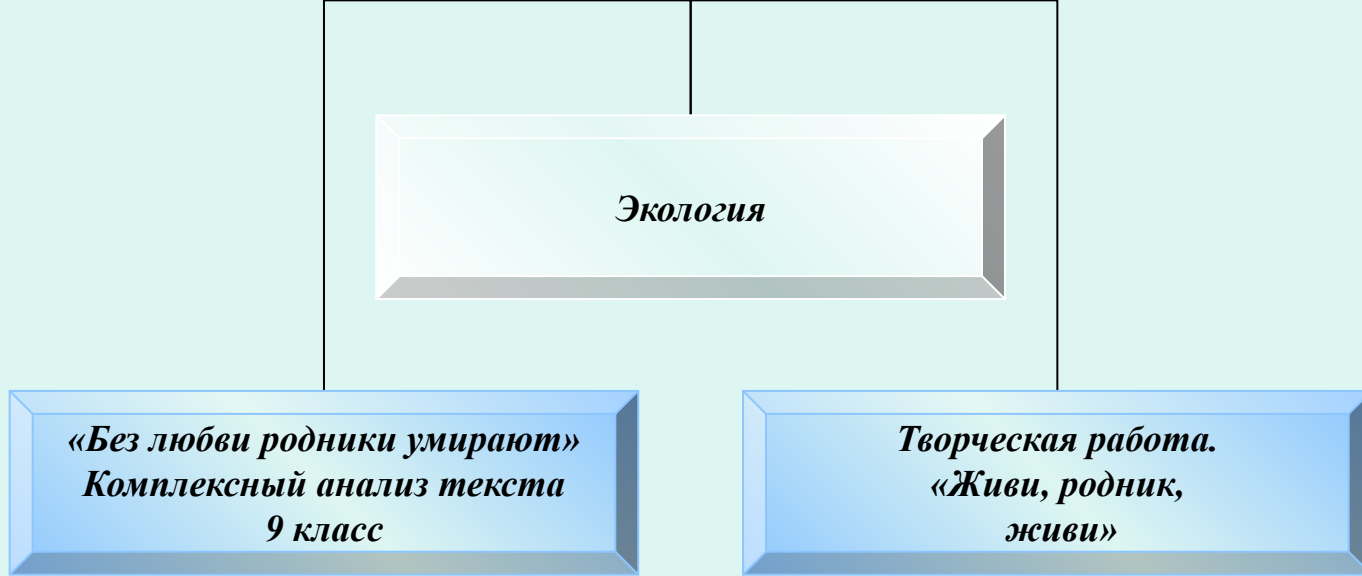 Экология
«Без любви родники умирают»
Комплексный анализ текста
9 класс
Творческая работа.
«Живи, родник,
живи»